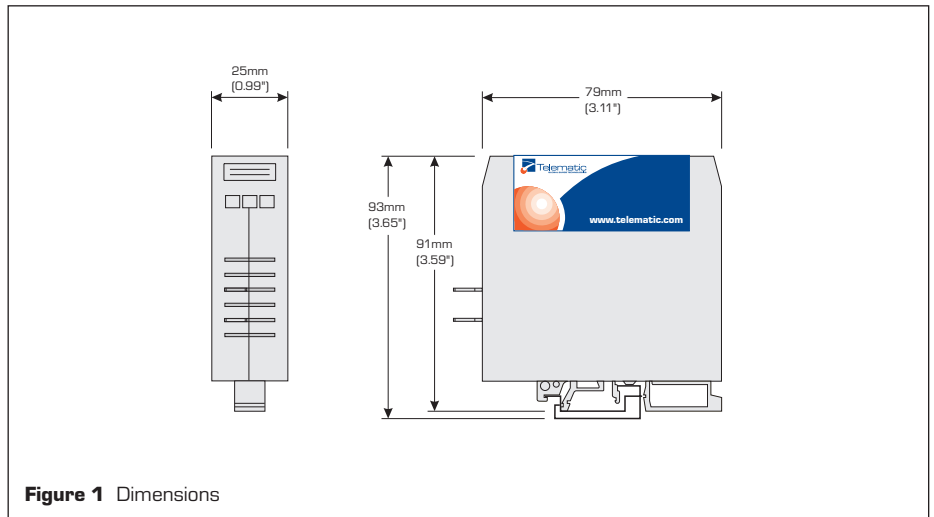 25mm
(0.99")
79mm
(3.11")
Telematic
www.telematic.com
93mm
(3.65")
91mm
(3.59")
Figure 1 Dimensions